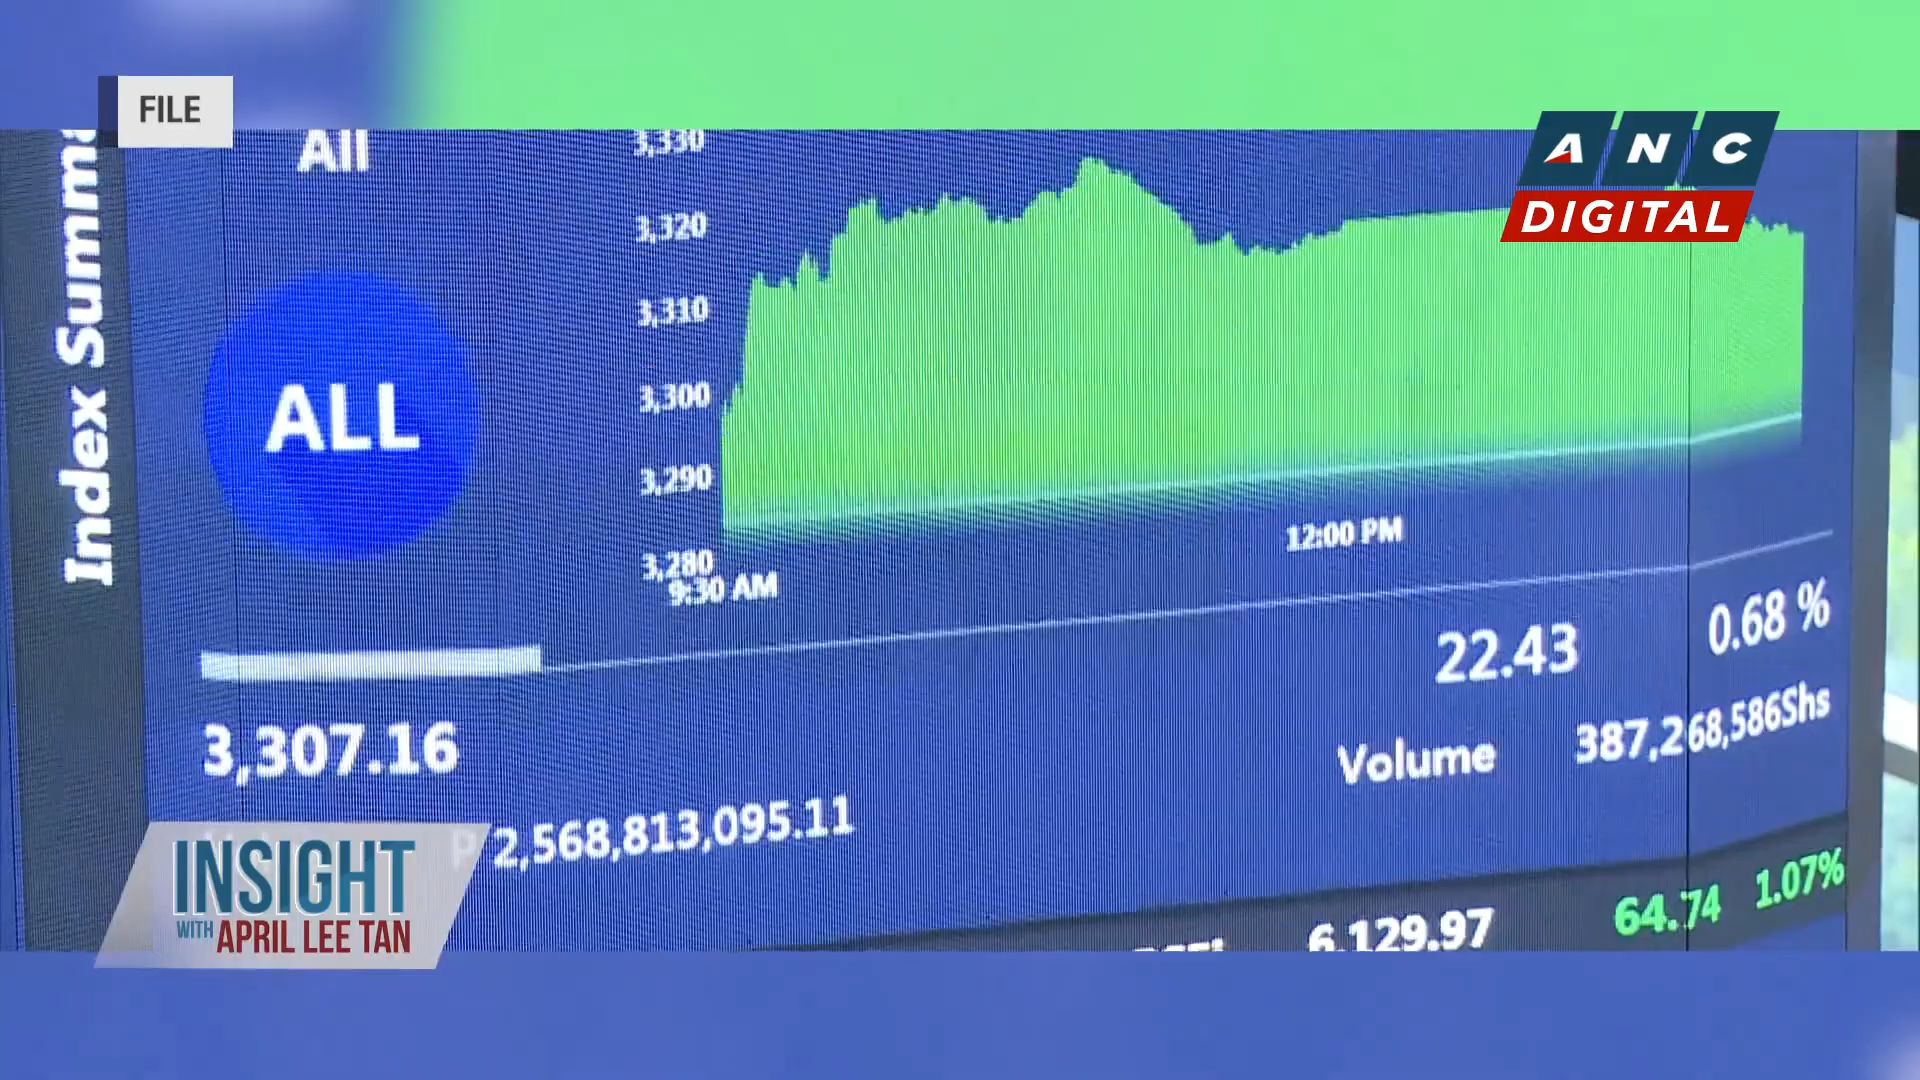 FILE
ANC
DIGITAL
Index Summa
All
ALL
3,330
3,320
3,310
3,300
3,290
3,280
9:30 AM
12:00 PM
3,307.16
22.43
0.68 %
Volume
387,268,586Shs
P 2,568,813,095.11
6,129.97
64.74
1.07%
INSIGHT
WITH APRIL LEE TAN